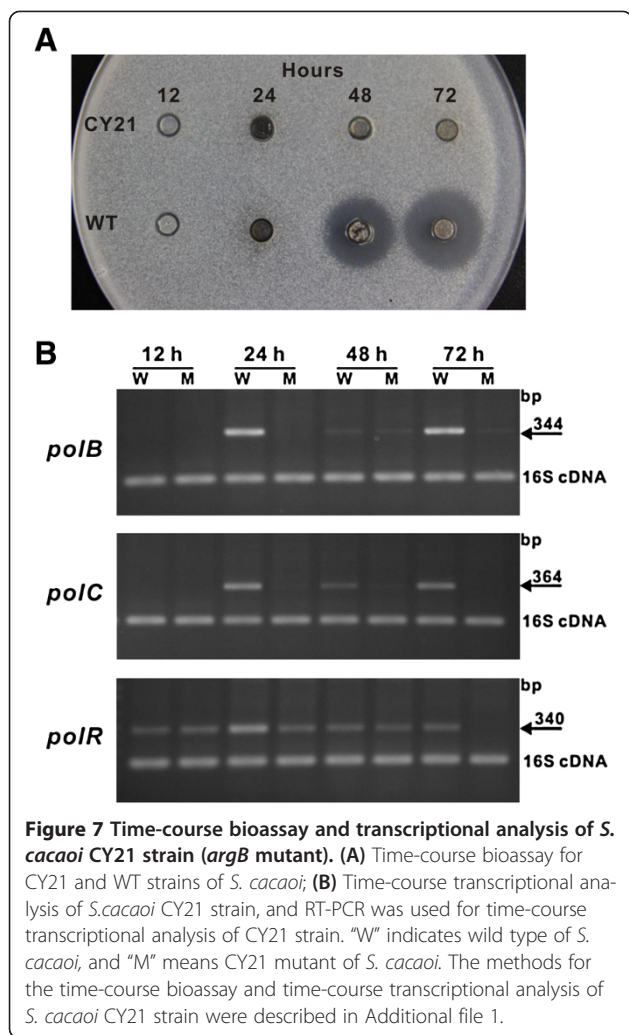 A
Hours
12 24 48 72
CY21
WT
B
12 h 24 h 48 h 72 h
W M W M W M W M
bp
polB
344
16S cDNA
bp
polC
364
16S cDNA
bp
polR
340
16S cDNA
Figure 7 Time-course bioassay and transcriptional analysis of S.
cacaoi CY21 strain (argB mutant). (A) Time-course bioassay for
CY21 and WT strains of S. cacaoi; (B) Time-course transcriptional ana-
lysis of S.cacaoi CY21 strain, and RT-PCR was used for time-course
transcriptional analysis of CY21 strain. “W” indicates wild type of S.
cacaoi, and “M” means CY21 mutant of S. cacaoi. The methods for
the time-course bioassay and time-course transcriptional analysis of
S. cacaoi CY21 strain were described in Additional file 1.